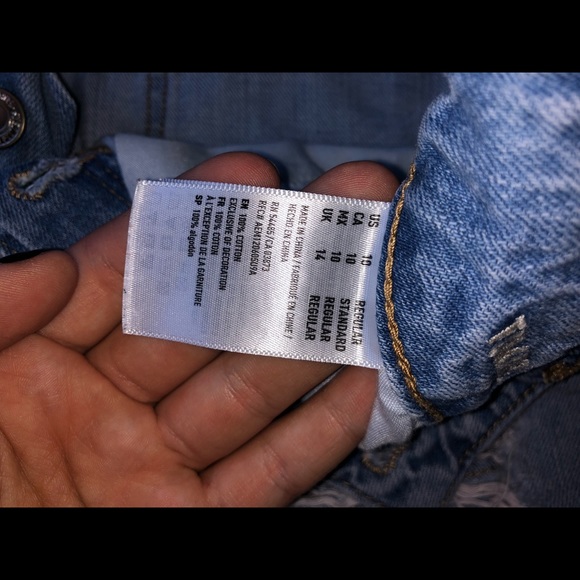 US 10 REGULAR
CA 10 STANDARD
MX 10 REGULAR
UK 14 REGULAR
MADE IN CHINA / FABRIQUÉ EN CHINE /
HECHO EN CHINA
RN 54485/CA 03873
RFC# AEM120605U9A
EN 100% COTTON
EXCLUSIVE OF DECORATION
FR 100% COTON
À L'EXCEPTION DE LA GARNITURE
SP 100% algodón